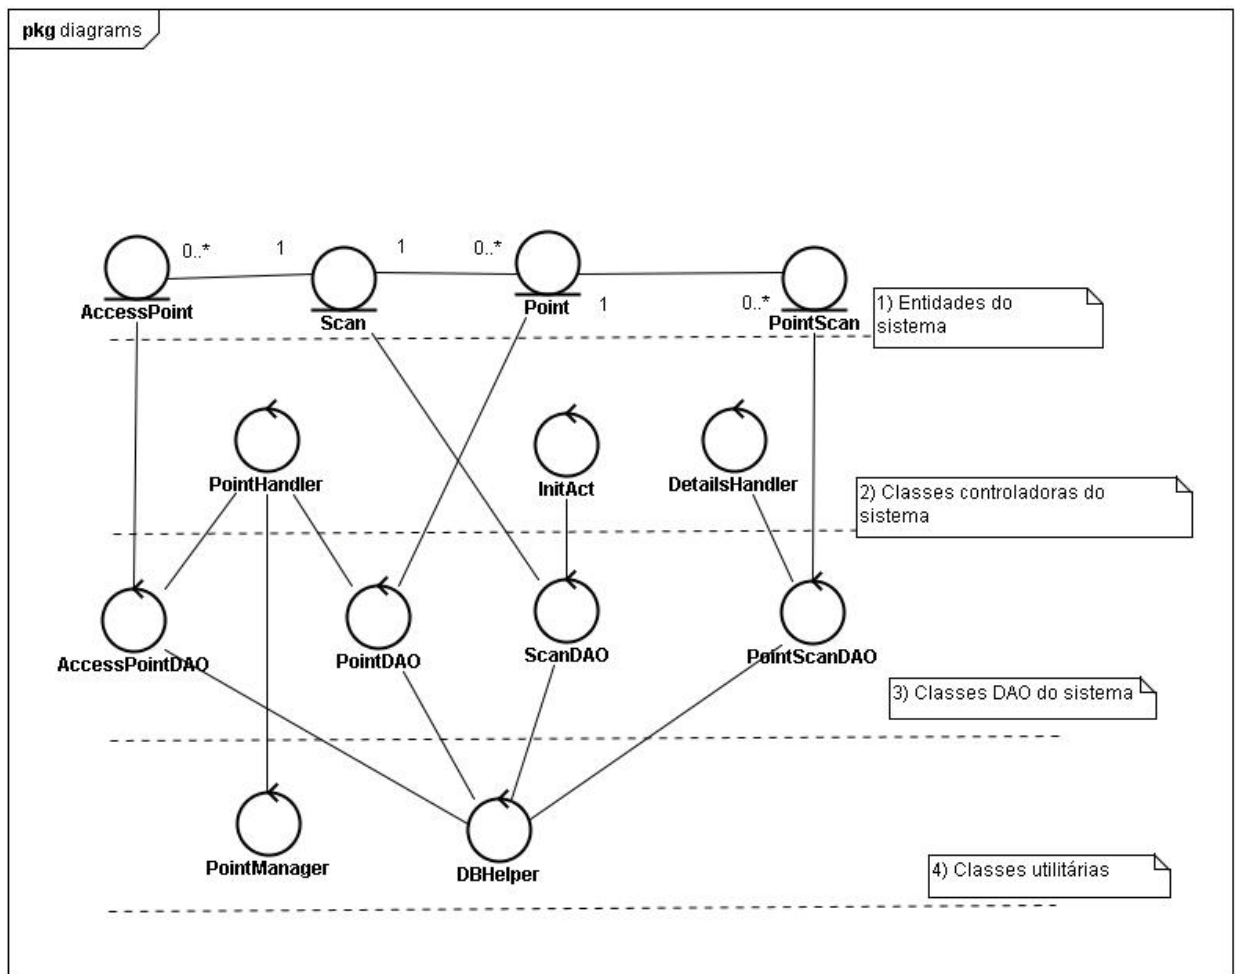 pkg diagrams
0..* 1 1 0..*
AccessPoint
Scan
Point
1 0..*
PointScan
1) Entidades do
sistema
PointHandler
InitAct
DetailsHandler
2) Classes controladoras do
sistema
AccessPointDAO
PointDAO
ScanDAO
PointScanDAO
3) Classes DAO do sistema
PointManager
DBHelper
4) Classes utilitárias